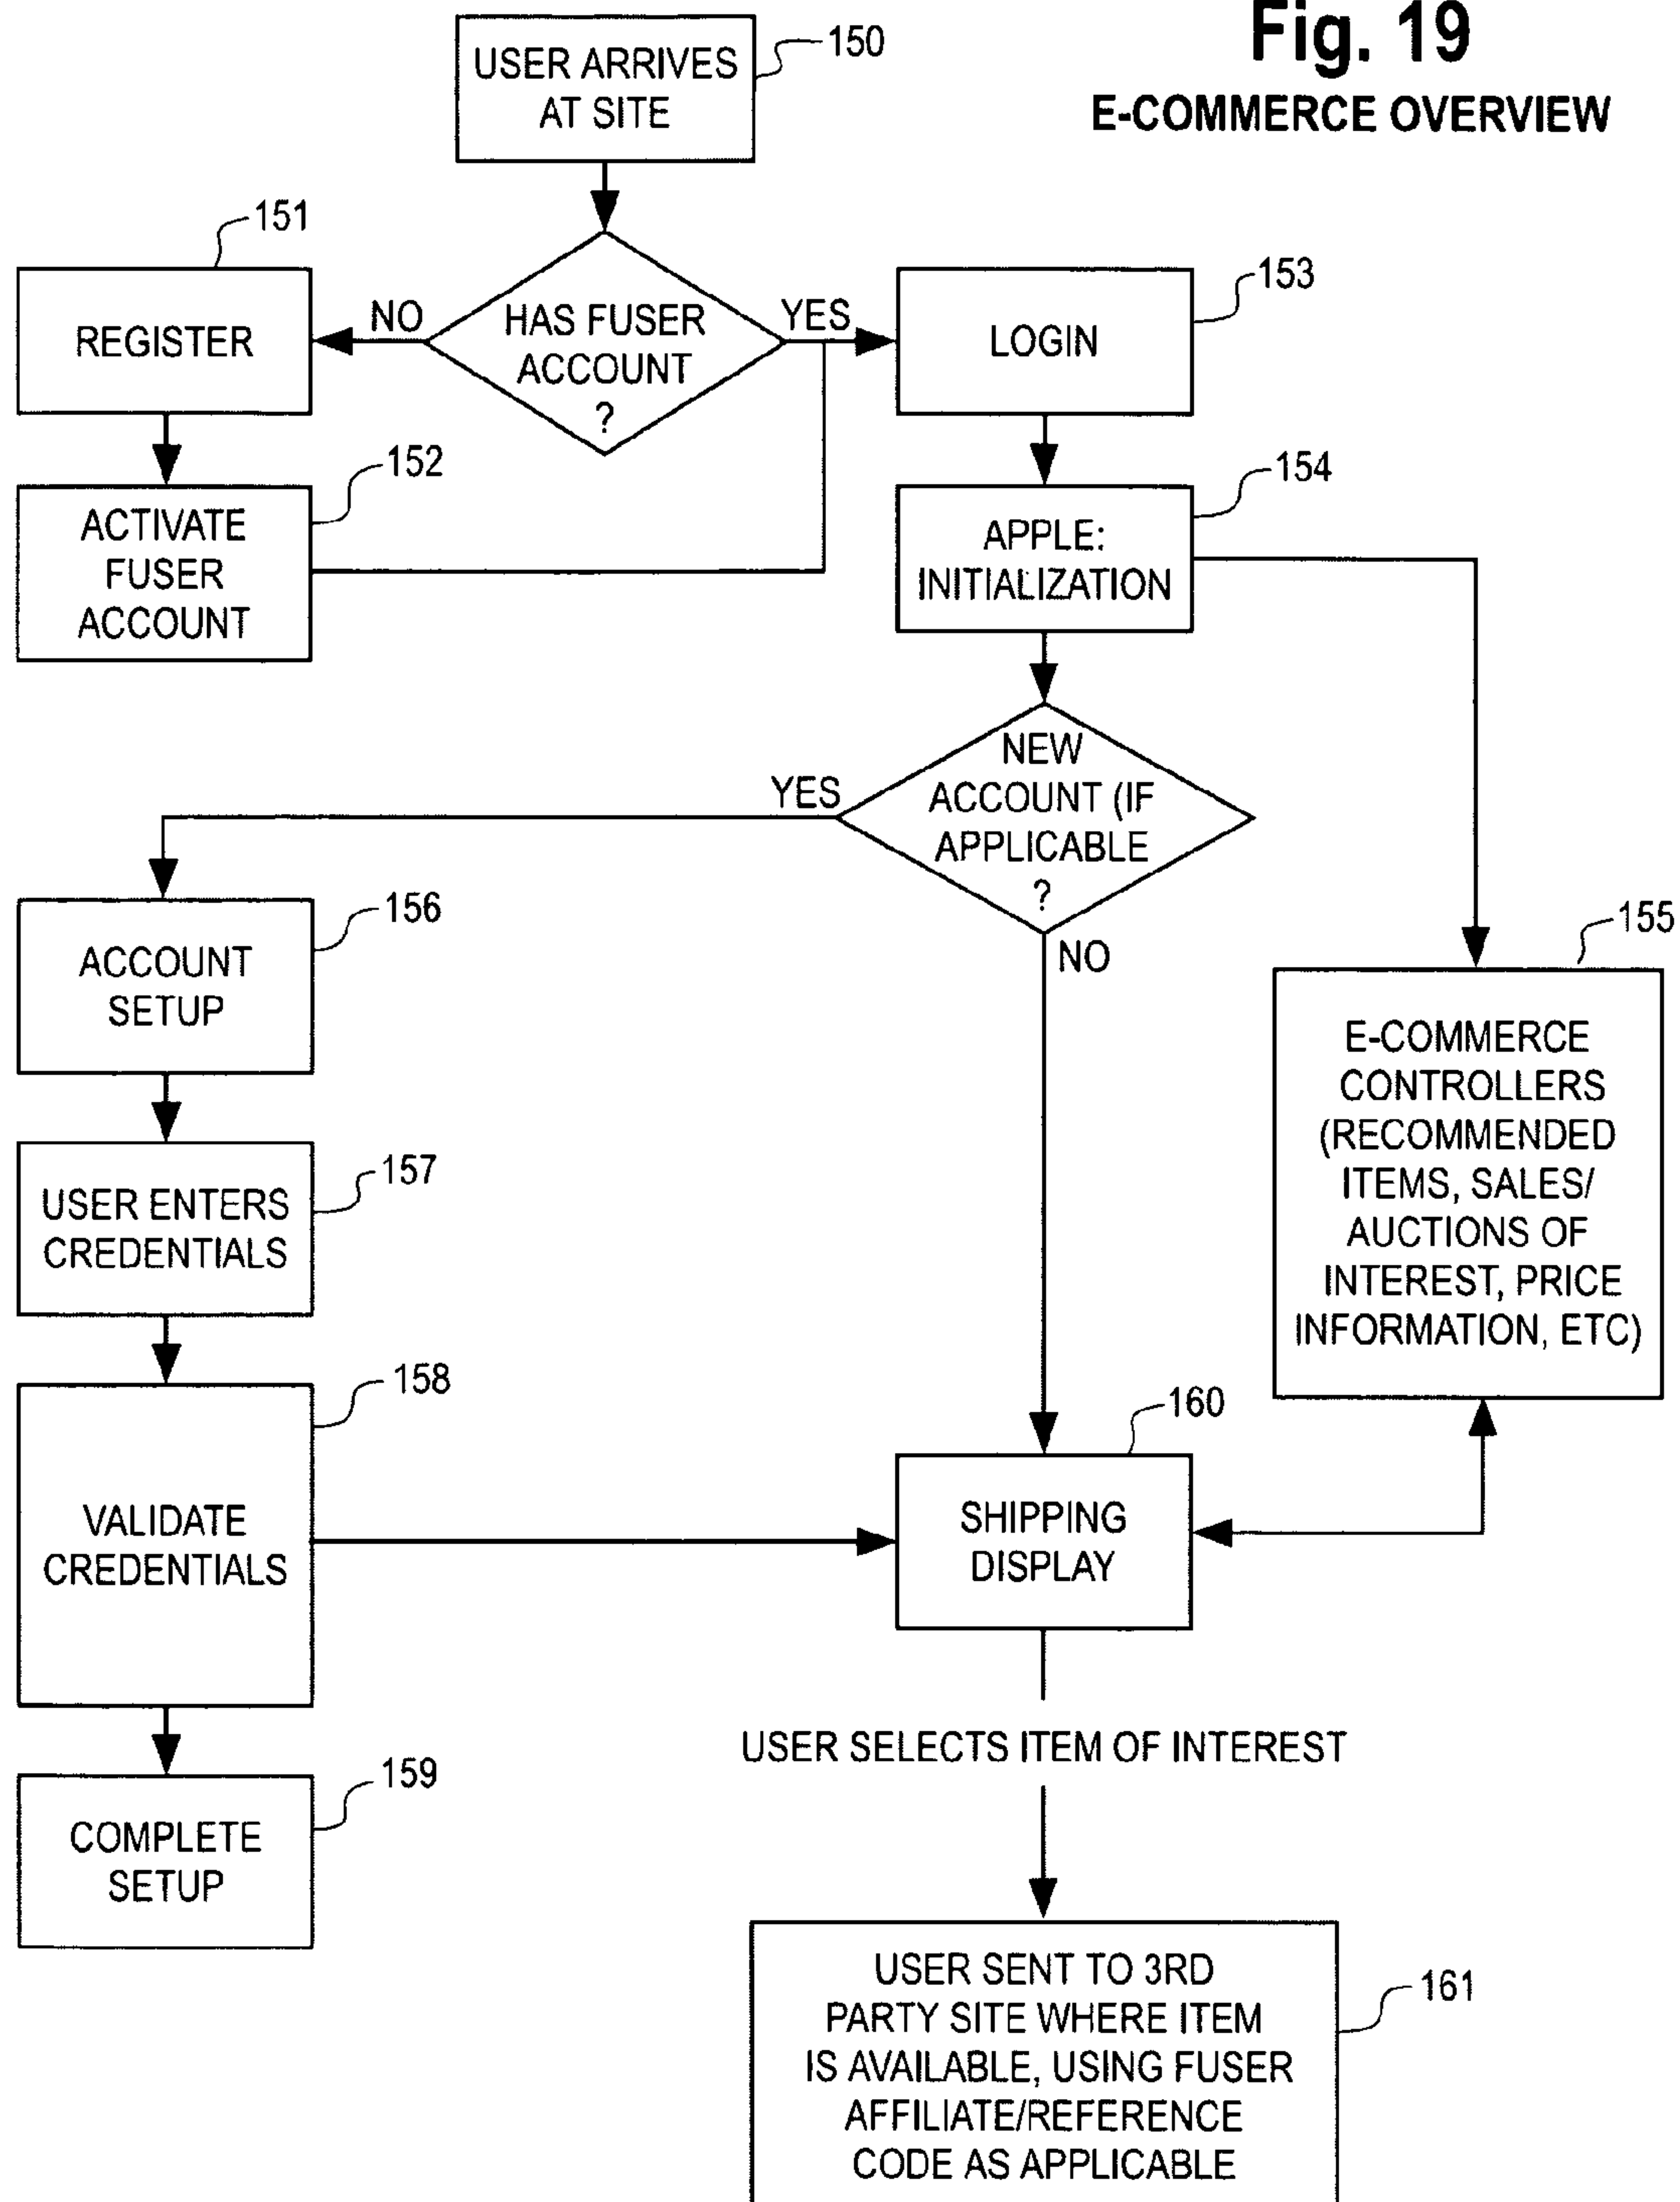 Fig. 19
E-COMMERCE OVERVIEW
USER ARRIVES
AT SITE
150
151
REGISTER
NO
HAS FUSER
ACCOUNT
?
YES
153
LOGIN
152
ACTIVATE
FUSER
ACCOUNT
154
APPLE:
INITIALIZATION
NEW
ACCOUNT (IF
APPLICABLE
?
YES
NO
156
ACCOUNT
SETUP
155
E-COMMERCE
CONTROLLERS
(RECOMMENDED
ITEMS, SALES/
AUCTIONS OF
INTEREST, PRICE
INFORMATION, ETC)
157
USER ENTERS
CREDENTIALS
158
VALIDATE
CREDENTIALS
160
SHIPPING
DISPLAY
159
COMPLETE
SETUP
USER SELECTS ITEM OF INTEREST
161
USER SENT TO 3RD
PARTY SITE WHERE ITEM
IS AVAILABLE, USING FUSER
AFFILIATE/REFERENCE
CODE AS APPLICABLE